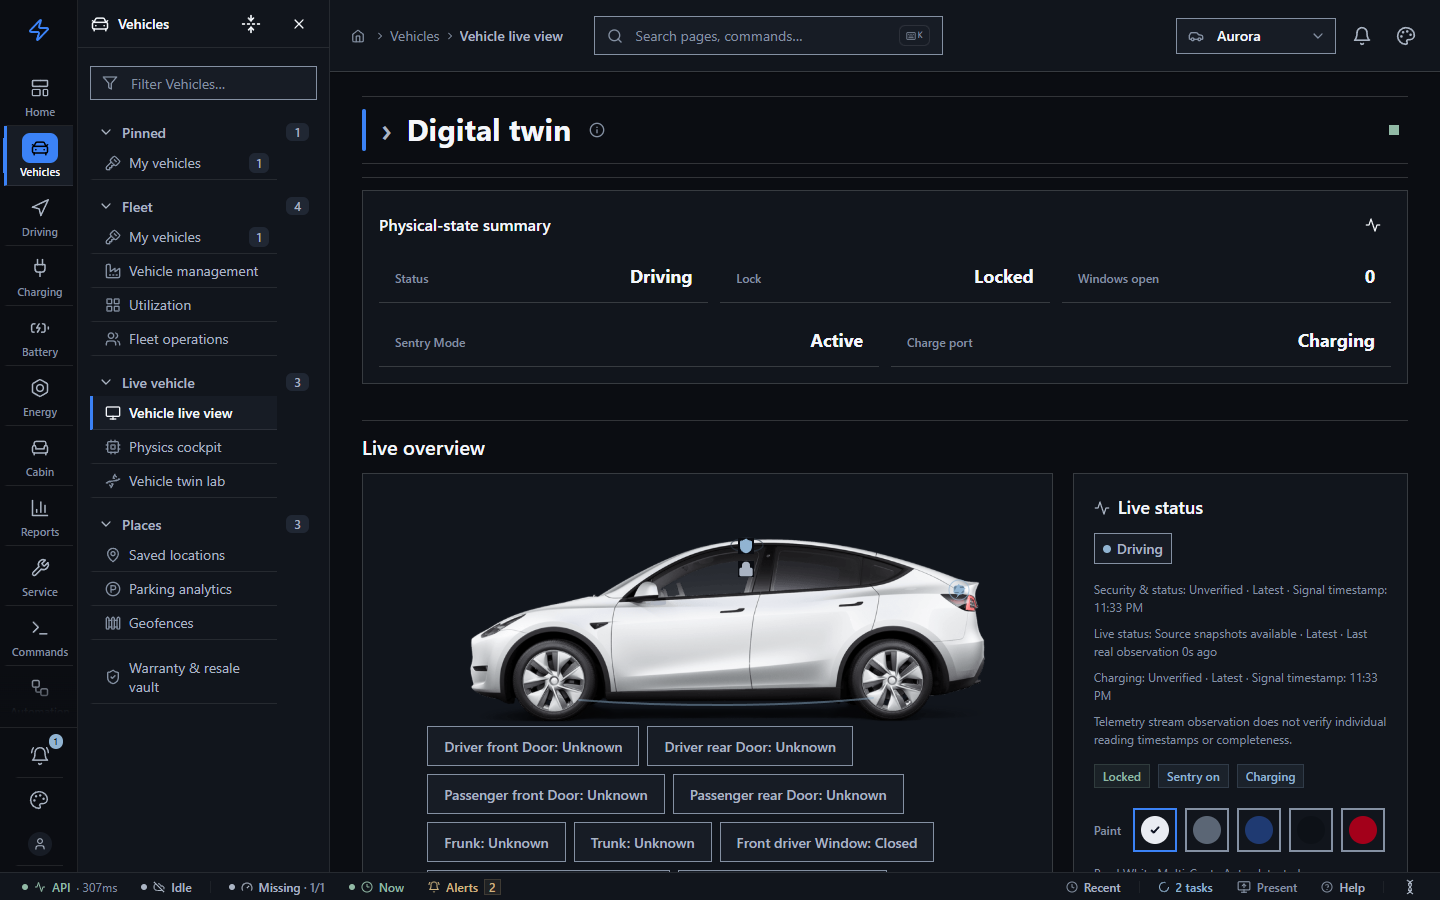 Vehicles
Vehicles
Vehicle live view
Search pages, commands...
K
Aurora
Home
Vehicles
Driving
Charging
Battery
Energy
Cabin
Reports
Service
Commands
1
Filter Vehicles...
Pinned 1
My vehicles 1
Fleet 4
My vehicles 1
Vehicle management
Utilization
Fleet operations
Live vehicle 3
Vehicle live view
Physics cockpit
Vehicle twin lab
Places 3
Saved locations
Parking analytics
Geofences
Warranty & resale
vault
Digital twin
Physical-state summary
Status Driving
Lock Locked
Windows open 0
Sentry Mode Active
Charge port Charging
Live overview
Driver front Door: Unknown
Driver rear Door: Unknown
Passenger front Door: Unknown
Passenger rear Door: Unknown
Frunk: Unknown
Trunk: Unknown
Front driver Window: Closed
Live status
Driving
Security & status: Unverified · Latest · Signal timestamp:
11:33 PM
Live status: Source snapshots available · Latest · Last
real observation 0s ago
Charging: Unverified · Latest · Signal timestamp: 11:33
PM
Telemetry stream observation does not verify individual
reading timestamps or completeness.
Locked
Sentry on
Charging
Paint
API · 307ms
Idle
Missing · 1/1
Now
Alerts 2
Recent
2 tasks
Present
Help